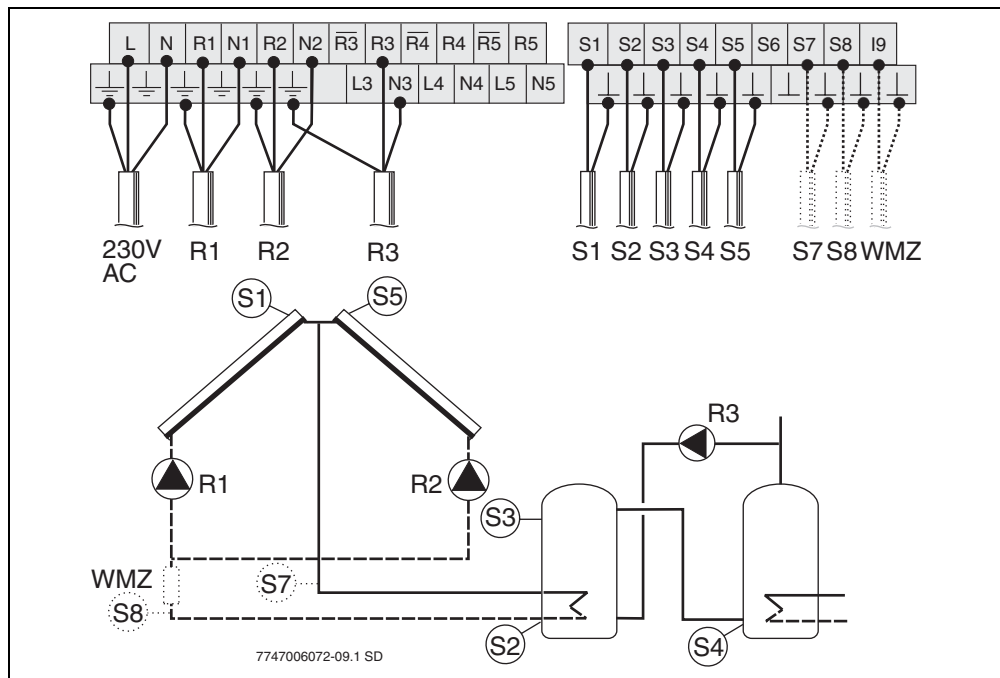 L N R1 N1 R2 N2 R̅3̅ R3 R̅4̅ R4 R̅5̅ R5
S1 S2 S3 S4 S5 S6 S7 S8 I9
L3 N3 L4 N4 L5 N5
230V AC R1 R2 R3
S1 S2 S3 S4 S5 S7 S8 WMZ
S1 S5
R3
R1 R2
S3
WMZ S7
S8
S2 S4
7747006072-09.1 SD